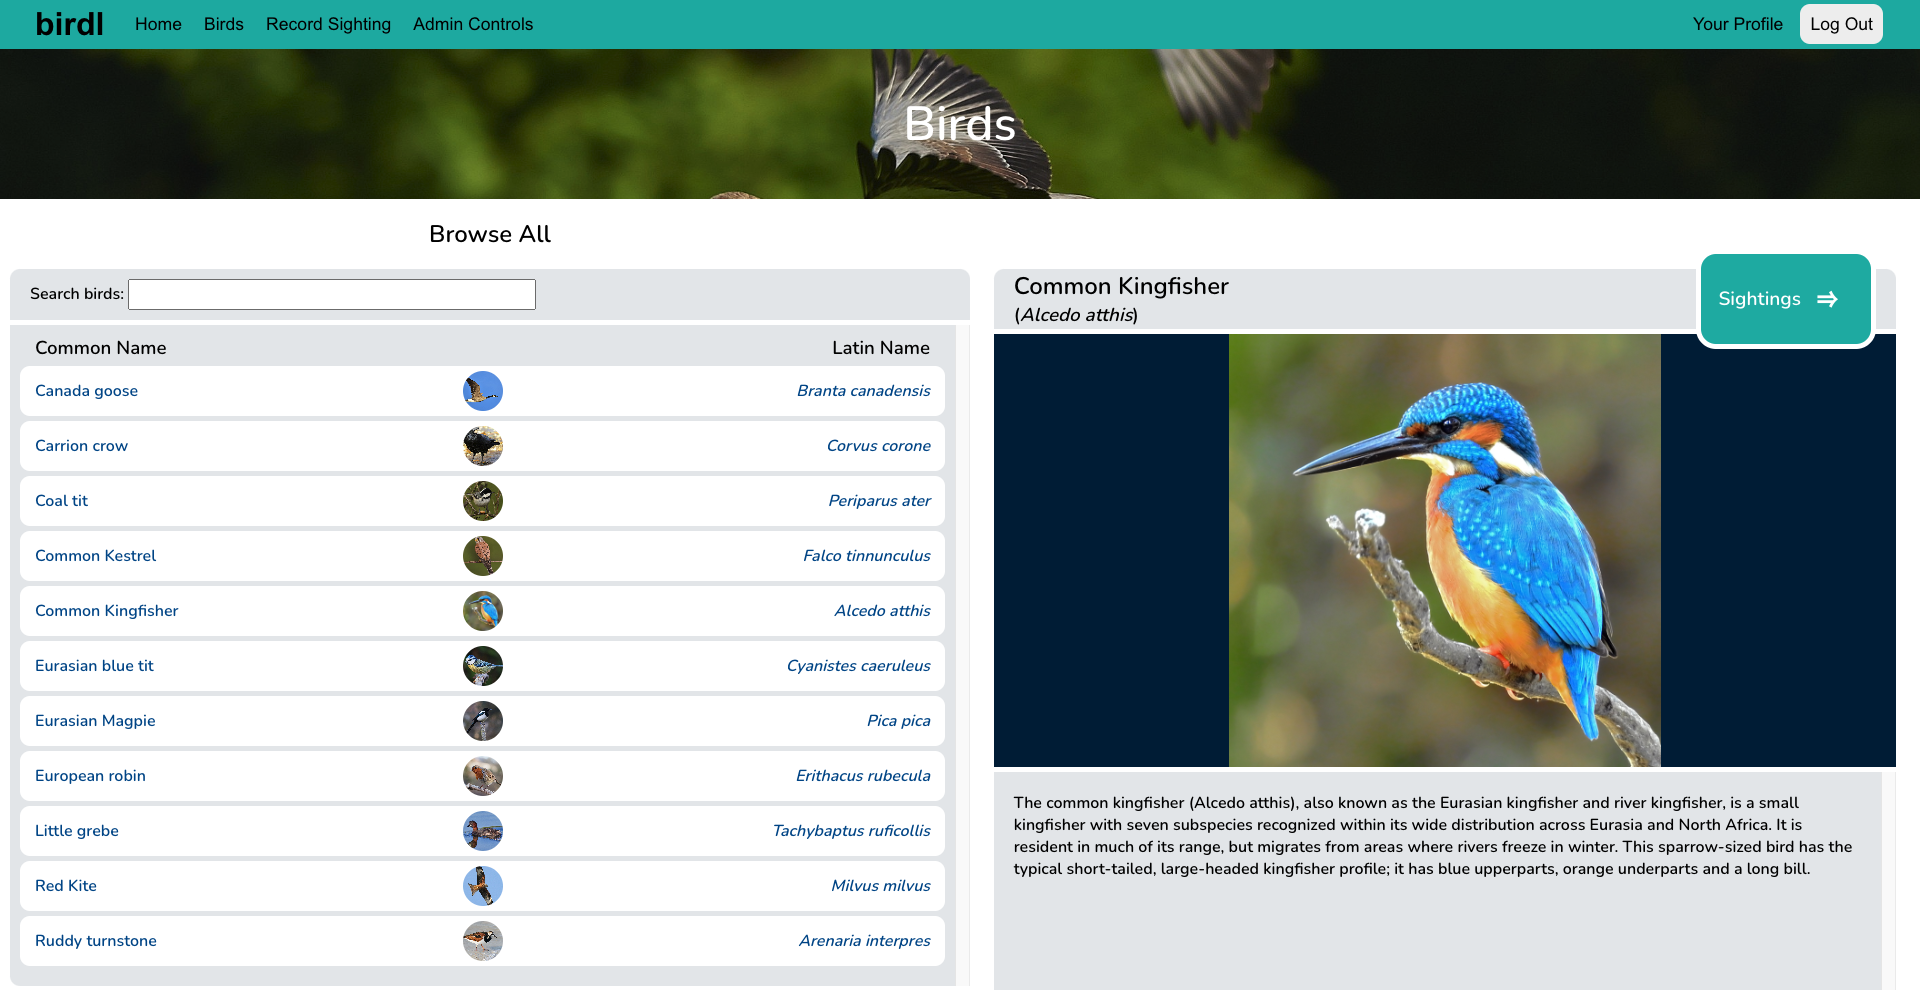 birdl Home Birds Record Sighting Admin Controls Your Profile Log Out
Birds
Browse All
Search birds:
Common Name Latin Name
Canada goose Branta canadensis
Carrion crow Corvus corone
Coal tit Periparus ater
Common Kestrel Falco tinnunculus
Common Kingfisher Alcedo atthis
Eurasian blue tit Cyanistes caeruleus
Eurasian Magpie Pica pica
European robin Erithacus rubecula
Little grebe Tachybaptus ruficollis
Red Kite Milvus milvus
Ruddy turnstone Arenaria interpres
Common Kingfisher
(Alcedo atthis)
Sightings ⇒
The common kingfisher (Alcedo atthis), also known as the Eurasian kingfisher and river kingfisher, is a small
kingfisher with seven subspecies recognized within its wide distribution across Eurasia and North Africa. It is
resident in much of its range, but migrates from areas where rivers freeze in winter. This sparrow-sized bird has the
typical short-tailed, large-headed kingfisher profile; it has blue upperparts, orange underparts and a long bill.